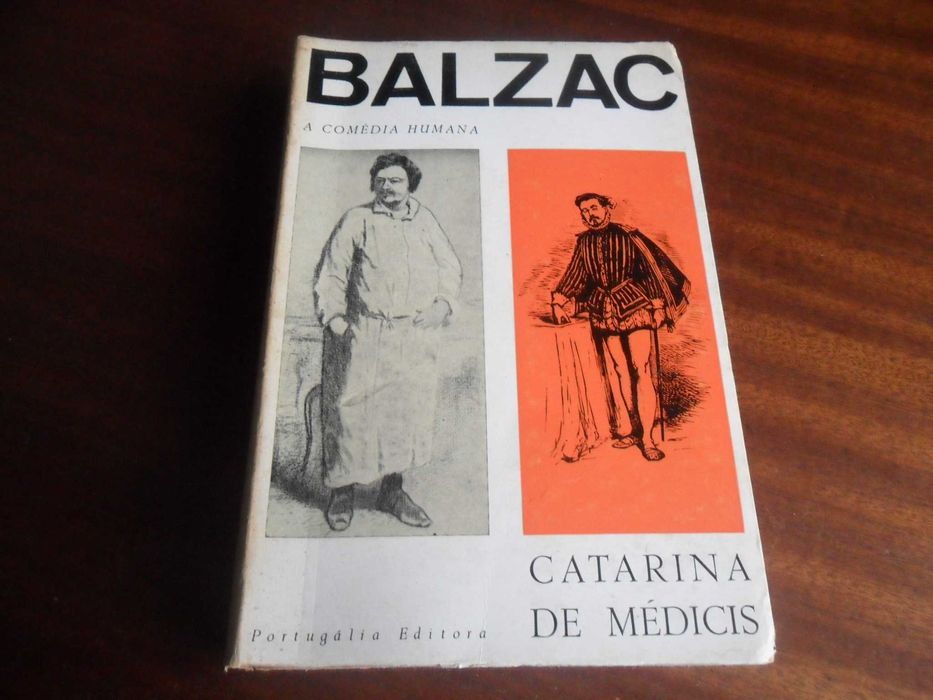 BALZAC
A COMÉDIA HUMANA
CATARINA
DE MÉDICIS
Portugália Editora